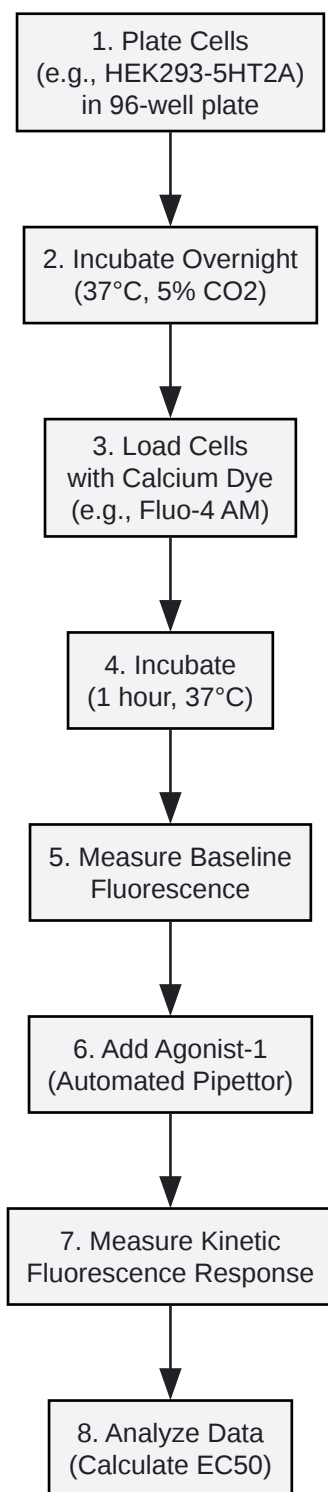 1. Plate Cells
(e.g., HEK293-5HT2A)
in 96-well plate
2. Incubate Overnight
(37°C, 5% CO2)
3. Load Cells
with Calcium Dye
(e.g., Fluo-4 AM)
4. Incubate
(1 hour, 37°C)
5. Measure Baseline
Fluorescence
6. Add Agonist-1
(Automated Pipettor)
7. Measure Kinetic
Fluorescence Response
8. Analyze Data
(Calculate EC50)